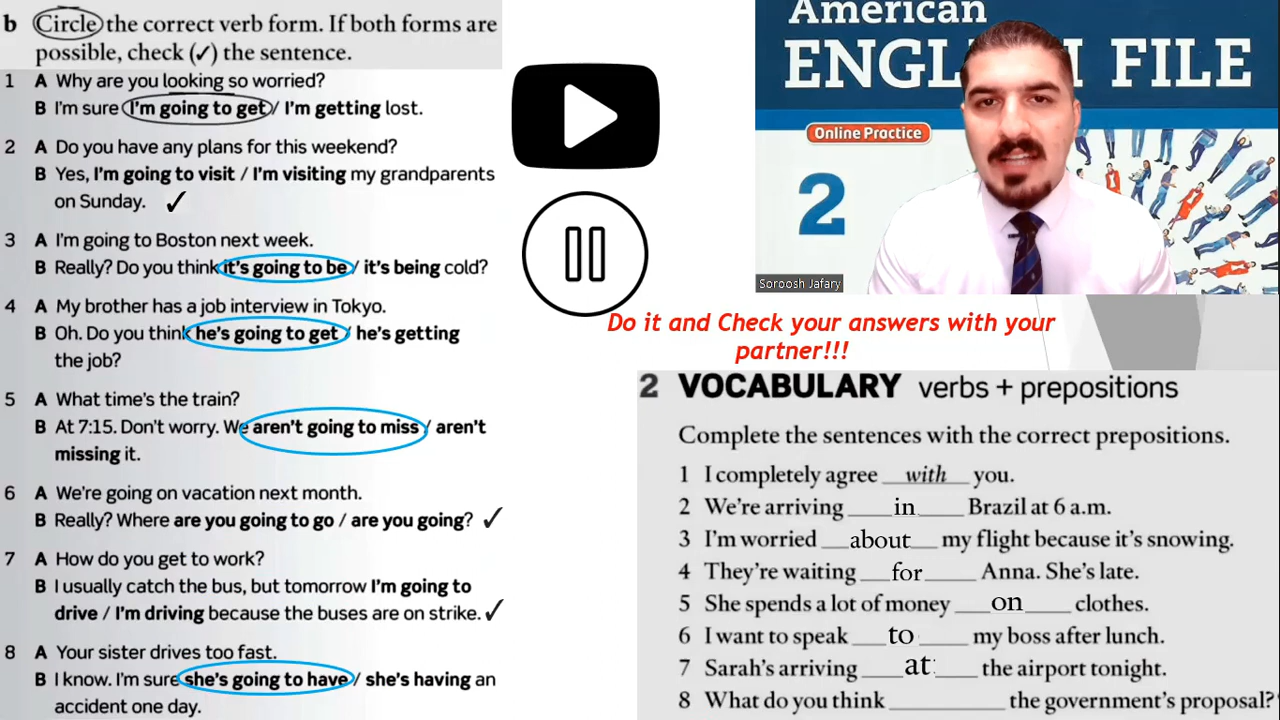 b Circle the correct verb form. If both forms are
possible, check (✓) the sentence.
1 A Why are you looking so worried?
B I'm sure I'm going to get / I'm getting lost.
2 A Do you have any plans for this weekend?
B Yes, I'm going to visit / I'm visiting my grandparents
on Sunday. ✓
3 A I'm going to Boston next week.
B Really? Do you think it's going to be / it's being cold?
4 A My brother has a job interview in Tokyo.
B Oh. Do you think he's going to get / he's getting
the job?
5 A What time's the train?
B At 7:15. Don't worry. We aren't going to miss / aren't
missing it.
6 A We're going on vacation next month.
B Really? Where are you going to go / are you going? ✓
7 A How do you get to work?
B I usually catch the bus, but tomorrow I'm going to
drive / I'm driving because the buses are on strike. ✓
8 A Your sister drives too fast.
B I know. I'm sure she's going to have / she's having an
accident one day.
American
ENGL FILE
Online Practice
2
Soroosh Jafary
Do it and Check your answers with your
partner!!!
2 VOCABULARY verbs + prepositions
Complete the sentences with the correct prepositions.
1 I completely agree with you.
2 We're arriving in Brazil at 6 a.m.
3 I'm worried about my flight because it's snowing.
4 They're waiting for Anna. She's late.
5 She spends a lot of money on clothes.
6 I want to speak to my boss after lunch.
7 Sarah's arriving at the airport tonight.
8 What do you think ________ the government's proposal?